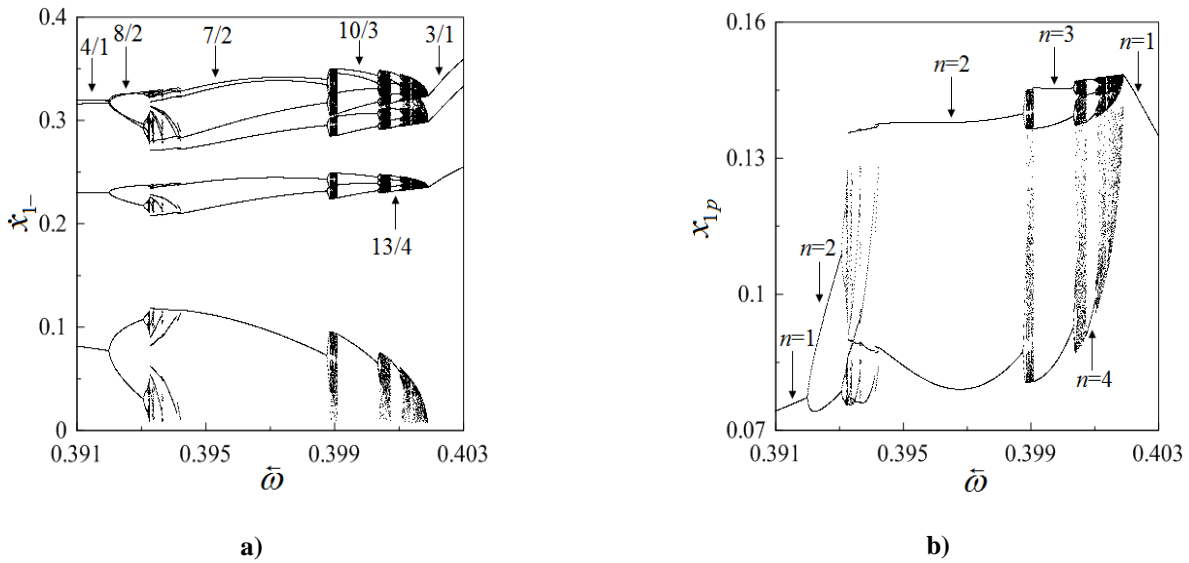 0.4
4/1
8/2
7/2
10/3
3/1
0.3
ẋ₁₋
0.2
13/4
0.1
0
0.391
0.395
0.399
0.403
ω̄
a)
0.16
n=3
n=1
n=2
0.13
x₁ₚ
n=2
0.1
n=1
n=4
0.07
0.391
0.395
0.399
0.403
ω̄
b)